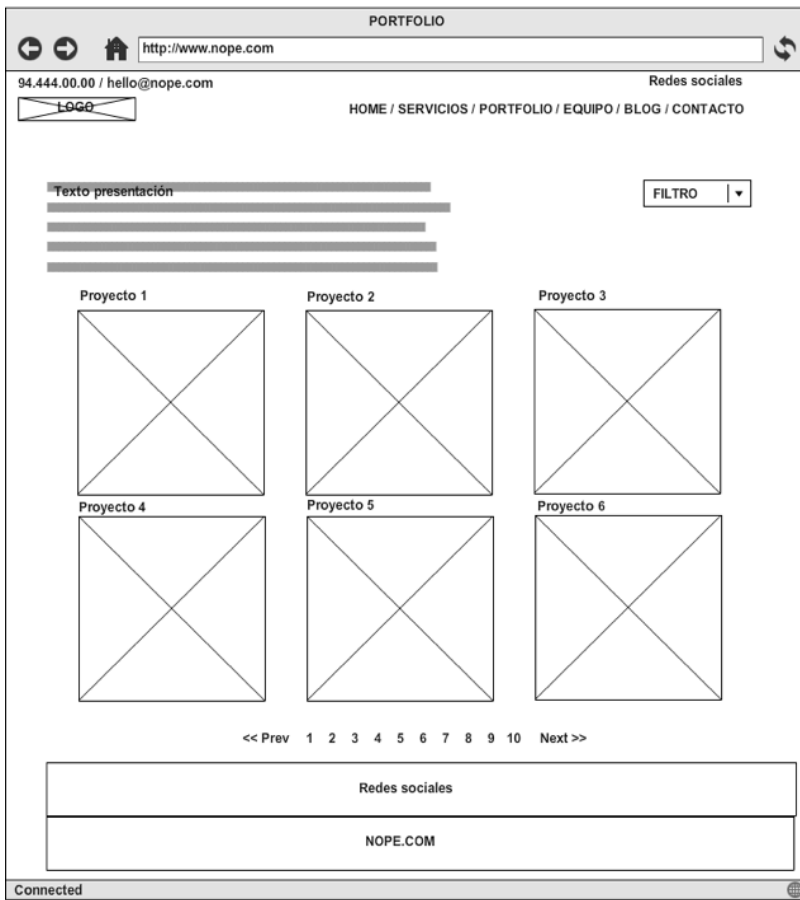 PORTFOLIO
http://www.nope.com
94.444.00.00 / hello@nope.com
Redes sociales
LOGO
HOME / SERVICIOS / PORTFOLIO / EQUIPO / BLOG / CONTACTO
Texto presentación
FILTRO
Proyecto 1
Proyecto 2
Proyecto 3
Proyecto 4
Proyecto 5
Proyecto 6
<< Prev 1 2 3 4 5 6 7 8 9 10 Next >>
Redes sociales
NOPE.COM
Connected